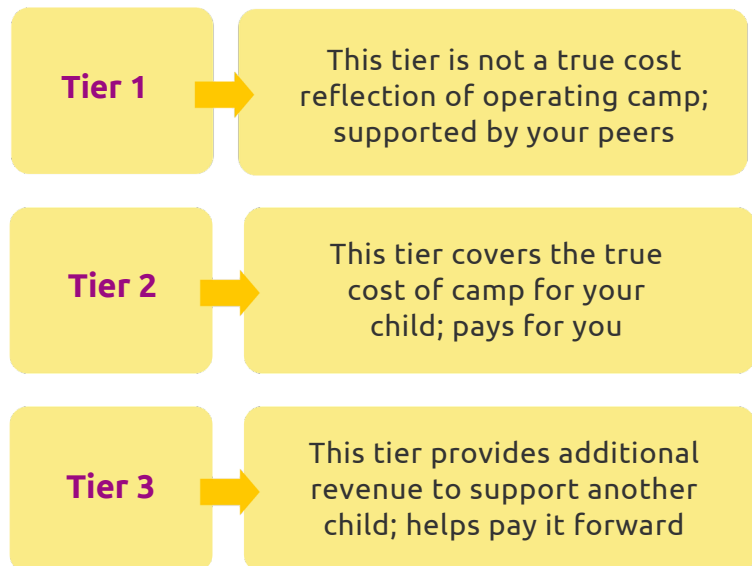 Tier 1
This tier is not a true cost
reflection of operating camp;
supported by your peers
Tier 2
This tier covers the true
cost of camp for your
child; pays for you
Tier 3
This tier provides additional
revenue to support another
child; helps pay it forward